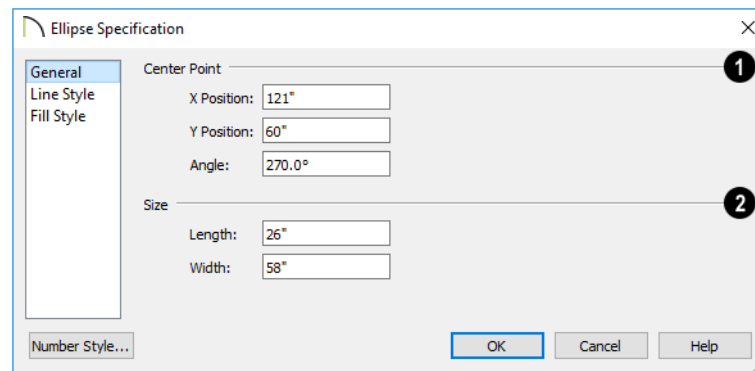 Ellipse Specification
General
Line Style
Fill Style
Center Point
1
X Position: 121"
Y Position: 60"
Angle: 270.0°
Size
2
Length: 26"
Width: 58"
Number Style...
OK
Cancel
Help